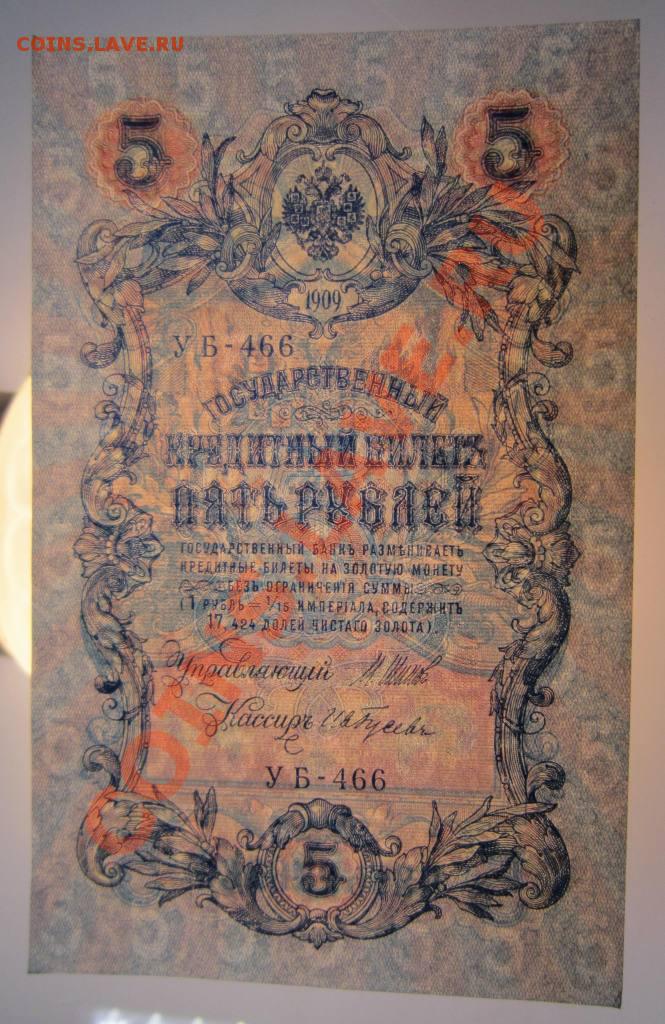 COINS.LAVE.RU
5 5
1909
УБ-466
ГОСУДАРСТВЕННЫЙ
КРЕДИТНЫЙ БИЛЕТЪ
ПЯТЬ РУБЛЕЙ
ГОСУДАРСТВЕННЫЙ БАНКЪ РАЗМѢНИВАЕТЪ
КРЕДИТНЫЕ БИЛЕТЫ НА ЗОЛОТУЮ МОНЕТУ
БЕЗЪ ОГРАНИЧЕНІЯ СУММЫ
(1 РУБЛЬ = 1/15 ИМПЕРІАЛА, СОДЕРЖИТЪ
17,424 ДОЛЕЙ ЧИСТАГО ЗОЛОТА).
Управляющій И Шипов
Кассиръ Гусевъ
УБ-466
5